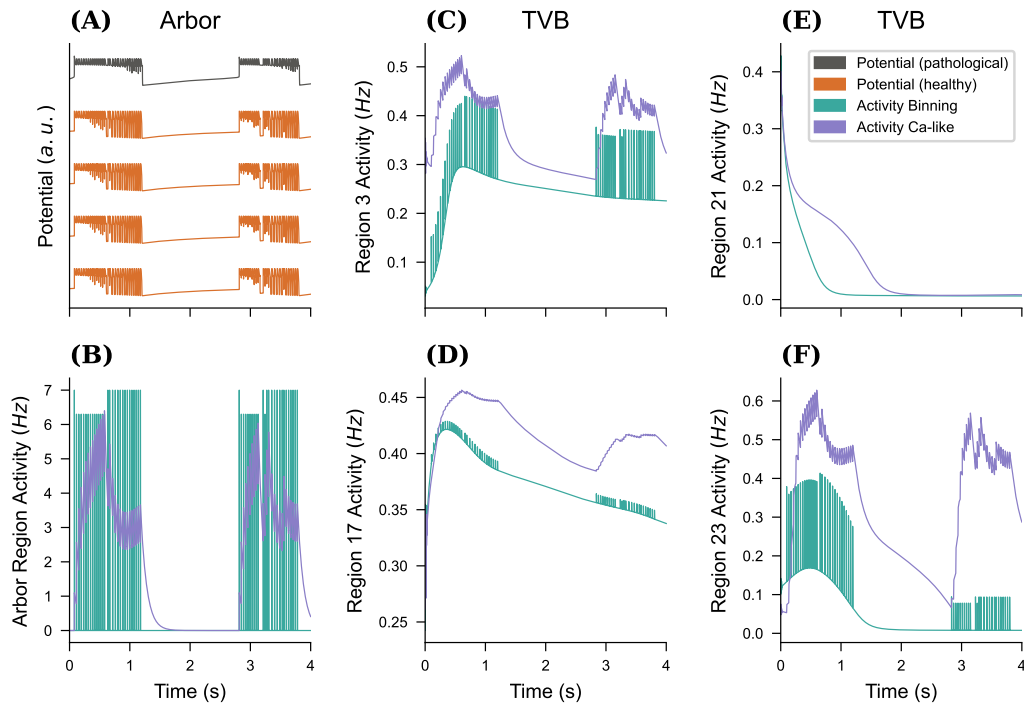 (A) Arbor
Potential (a. u. )
(B)
Arbor Region Activity (Hz)
7
6
5
4
3
2
1
0
0 1 2 3 4
Time (s)
(C) TVB
Region 3 Activity (Hz)
0.5
0.4
0.3
0.2
0.1
(D)
Region 17 Activity (Hz)
0.45
0.40
0.35
0.30
0.25
0 1 2 3 4
Time (s)
(E) TVB
Region 21 Activity (Hz)
0.4
0.3
0.2
0.1
0.0
Potential (pathological)
Potential (healthy)
Activity Binning
Activity Ca-like
(F)
Region 23 Activity (Hz)
0.6
0.5
0.4
0.3
0.2
0.1
0.0
0 1 2 3 4
Time (s)